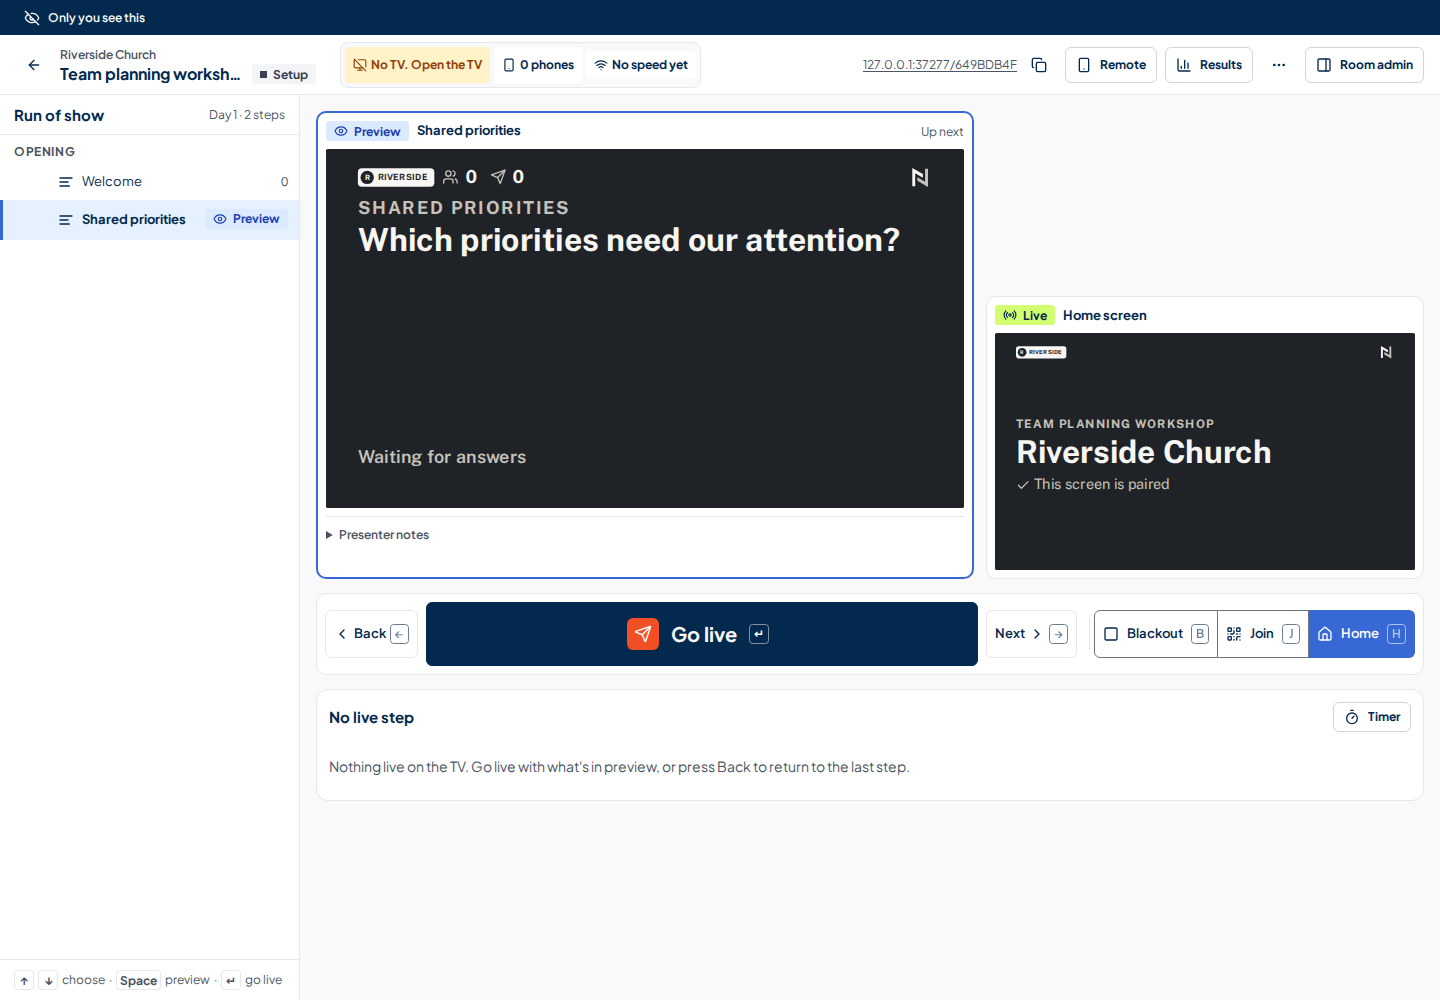 Only you see this
Riverside Church
Team planning worksh...
Setup
No TV. Open the TV
0 phones
No speed yet
127.0.0.1:37277/649BDB4F
Remote
Results
Room admin
Run of show
Day 1 · 2 steps
OPENING
Welcome
0
Shared priorities
Preview
Preview
Shared priorities
Up next
R RIVERSIDE
0
0
SHARED PRIORITIES
Which priorities need our attention?
Waiting for answers
Presenter notes
Live
Home screen
R RIVERSIDE
TEAM PLANNING WORKSHOP
Riverside Church
This screen is paired
Back ←
Go live ↵
Next →
Blackout B
Join J
Home H
No live step
Timer
Nothing live on the TV. Go live with what's in preview, or press Back to return to the last step.
↑ ↓ choose · Space preview · ↵ go live